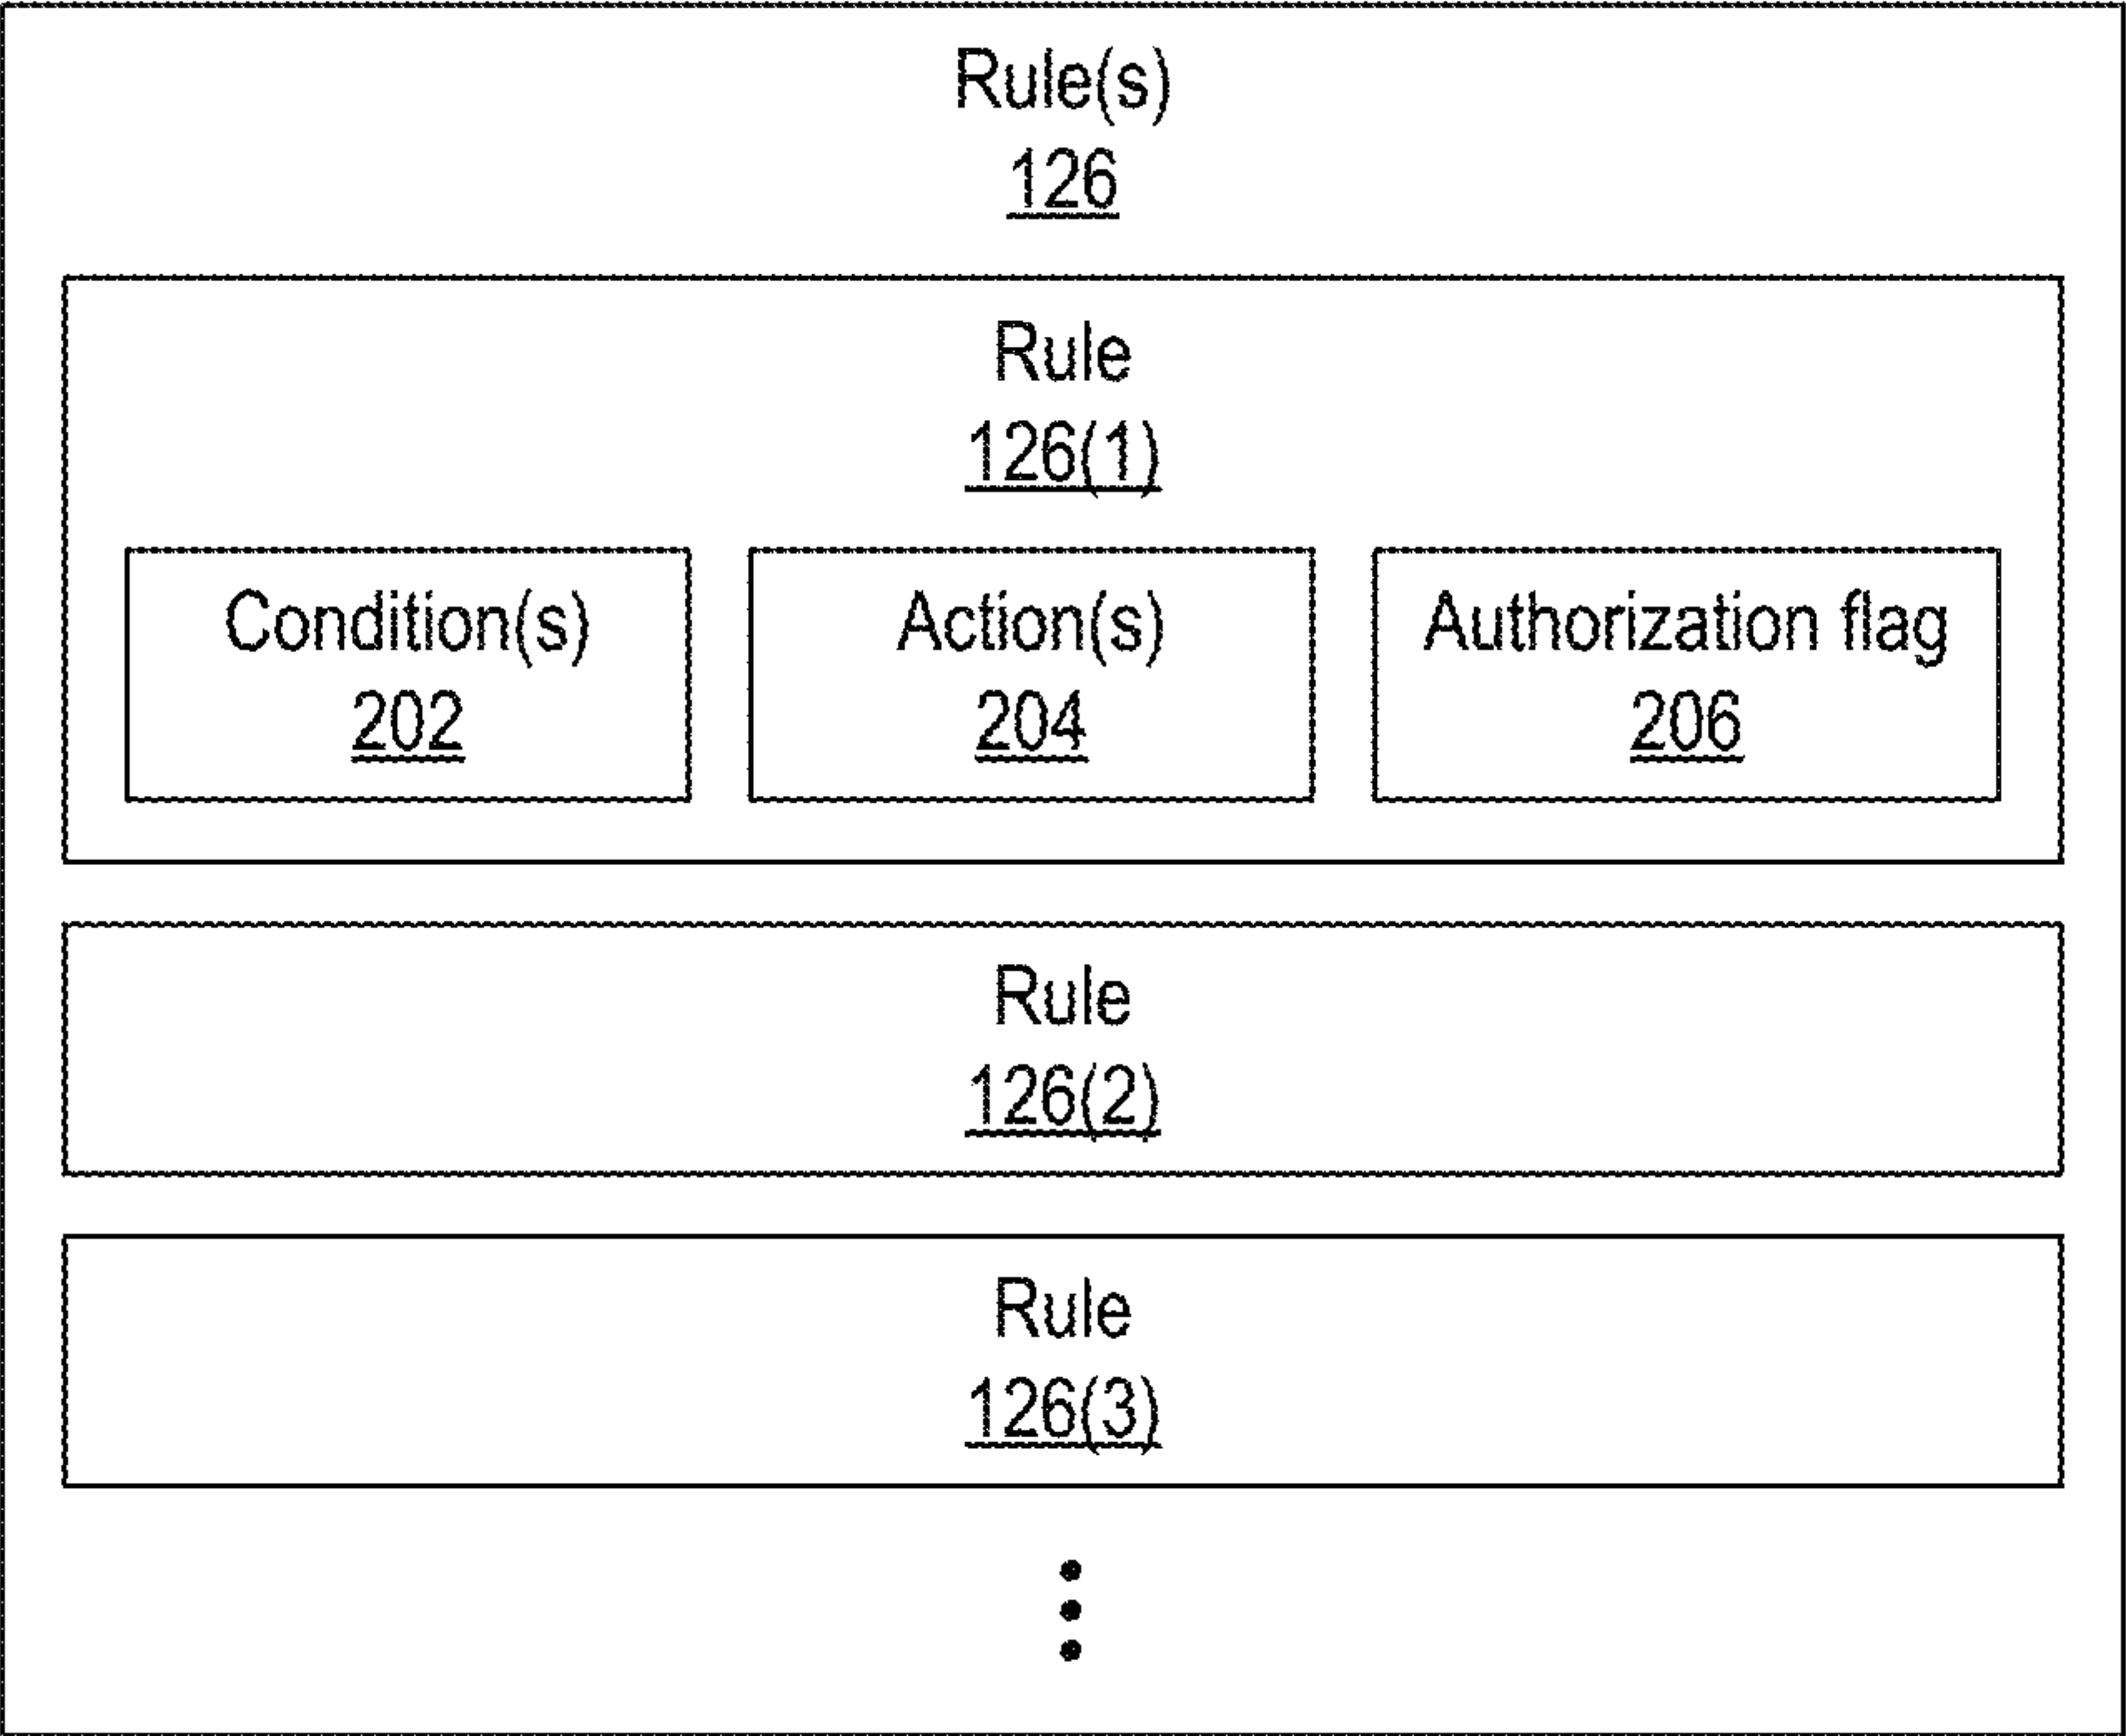 Rule(s)
126
Rule
126(1)
Condition(s) Action(s) Authorization flag
202 204 206
Rule
126(2)
Rule
126(3)